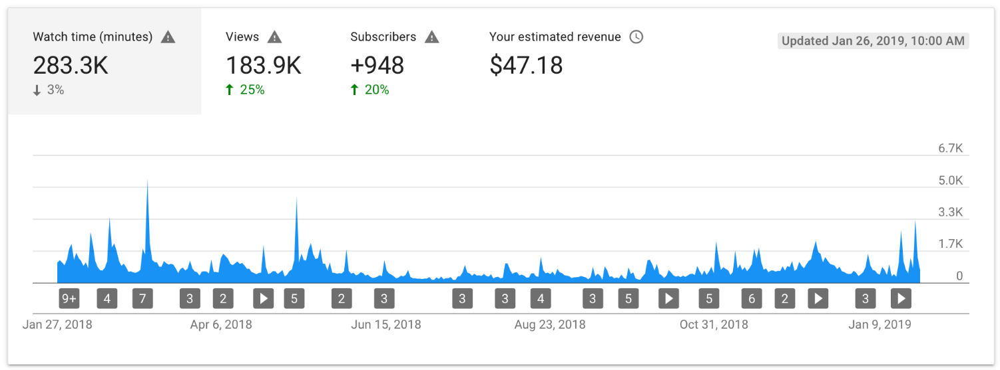 Watch time (minutes)
283.3K
↓ 3%
Views
183.9K
↑ 25%
Subscribers
+948
↑ 20%
Your estimated revenue
$47.18
Updated Jan 26, 2019, 10:00 AM
6.7K
5.0K
3.3K
1.7K
0
9+ 4 7 3 2 5 2 3 3 3 4 3 5 5 6 2 3
Jan 27, 2018 Apr 6, 2018 Jun 15, 2018 Aug 23, 2018 Oct 31, 2018 Jan 9, 2019